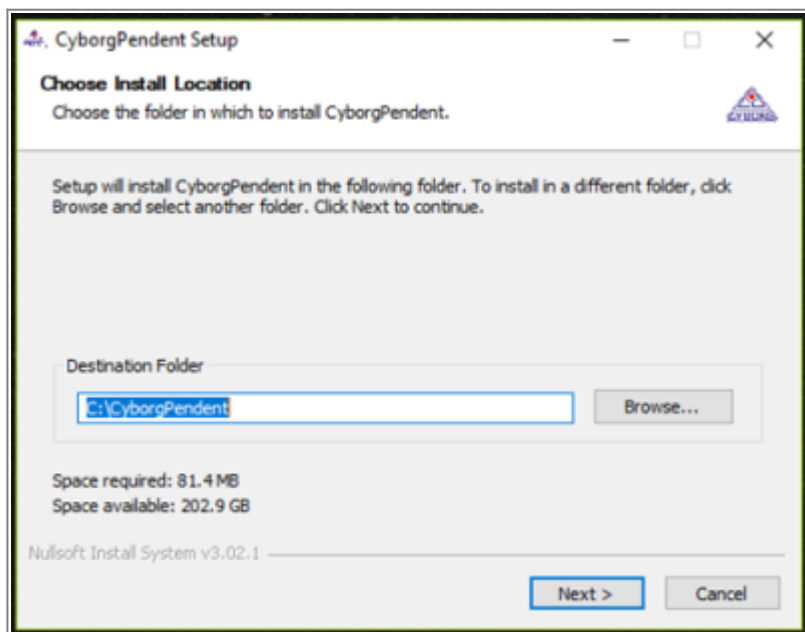 CyborgPendent Setup
Choose Install Location
Choose the folder in which to install CyborgPendent.
CYBORG
Setup will install CyborgPendent in the following folder. To install in a different folder, click
Browse and select another folder. Click Next to continue.
Destination Folder
C:\CyborgPendent
Browse...
Space required: 81.4 MB
Space available: 202.9 GB
Nullsoft Install System v3.02.1
Next >
Cancel